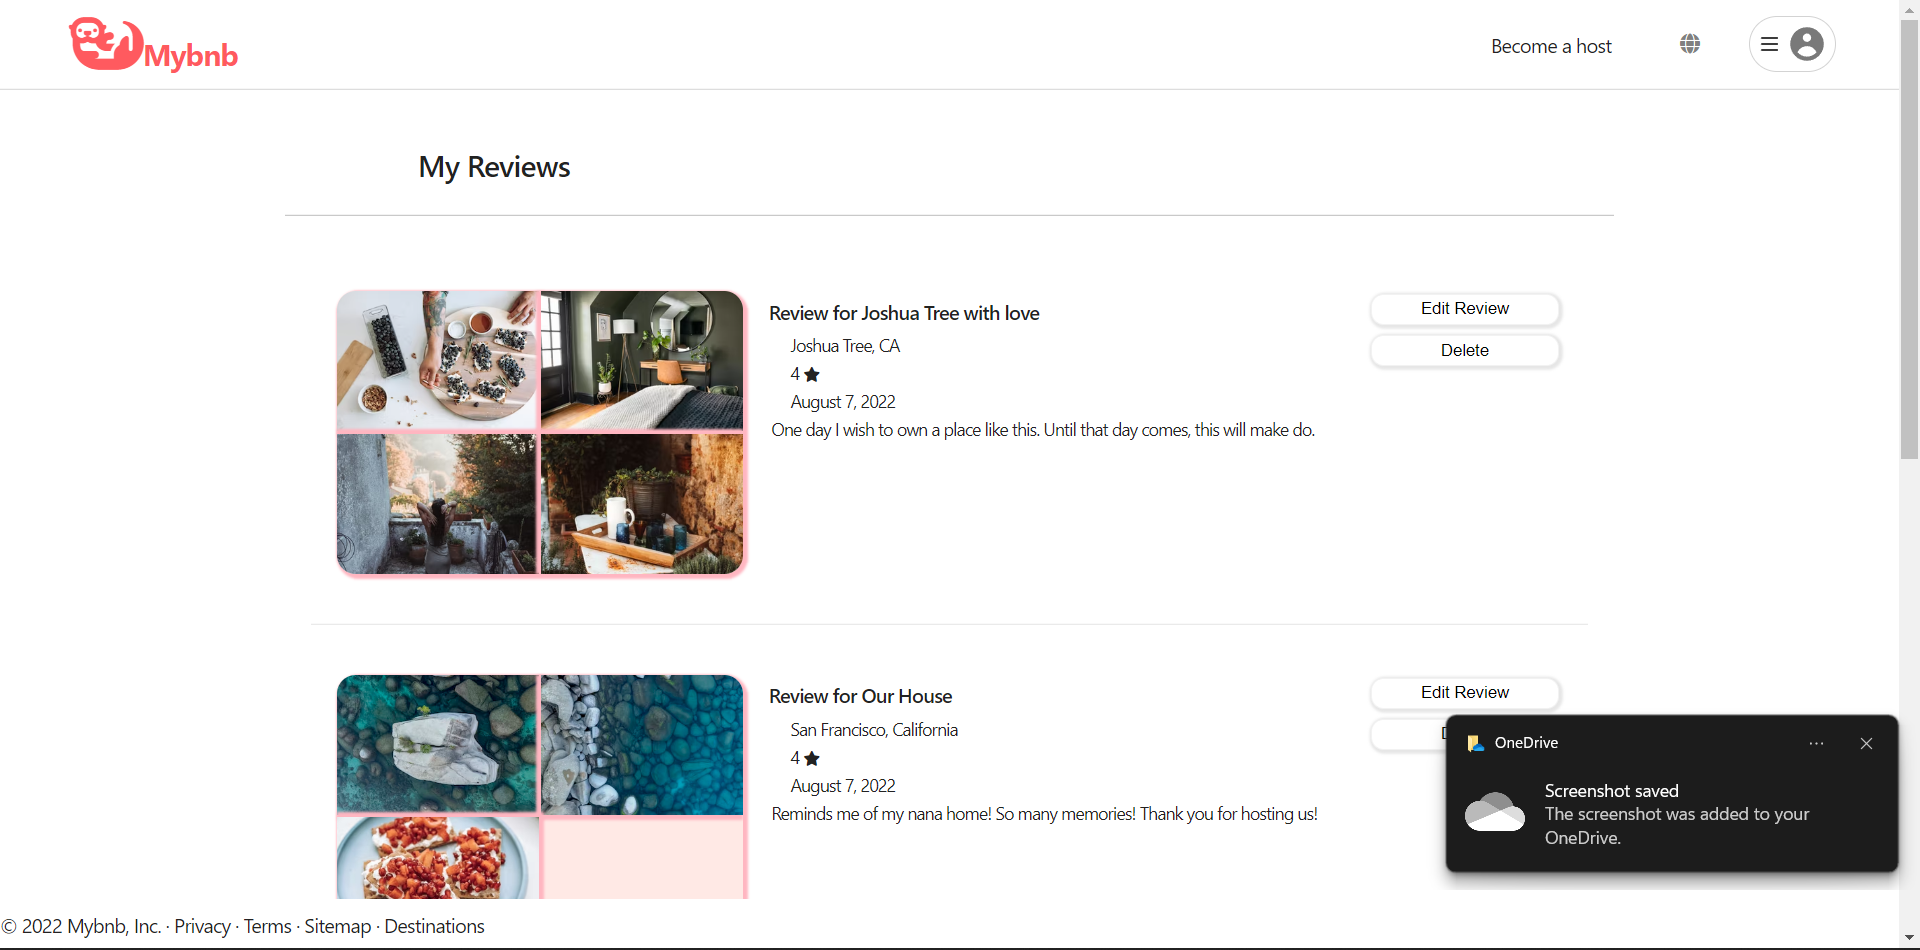 Mybnb
Become a host
My Reviews
Review for Joshua Tree with love
Joshua Tree, CA
4
August 7, 2022
One day I wish to own a place like this. Until that day comes, this will make do.
Edit Review
Delete
Review for Our House
San Francisco, California
4
August 7, 2022
Reminds me of my nana home! So many memories! Thank you for hosting us!
Edit Review
OneDrive
Screenshot saved
The screenshot was added to your
OneDrive.
© 2022 Mybnb, Inc. · Privacy · Terms · Sitemap · Destinations